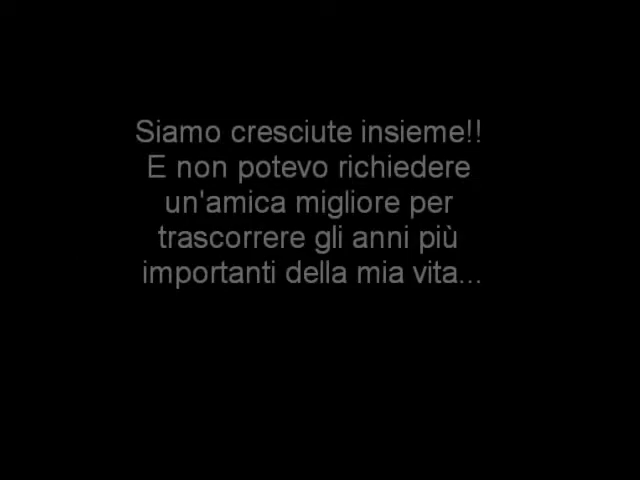 Siamo cresciute insieme!!
E non potevo richiedere
un'amica migliore per
trascorrere gli anni più
importanti della mia vita...